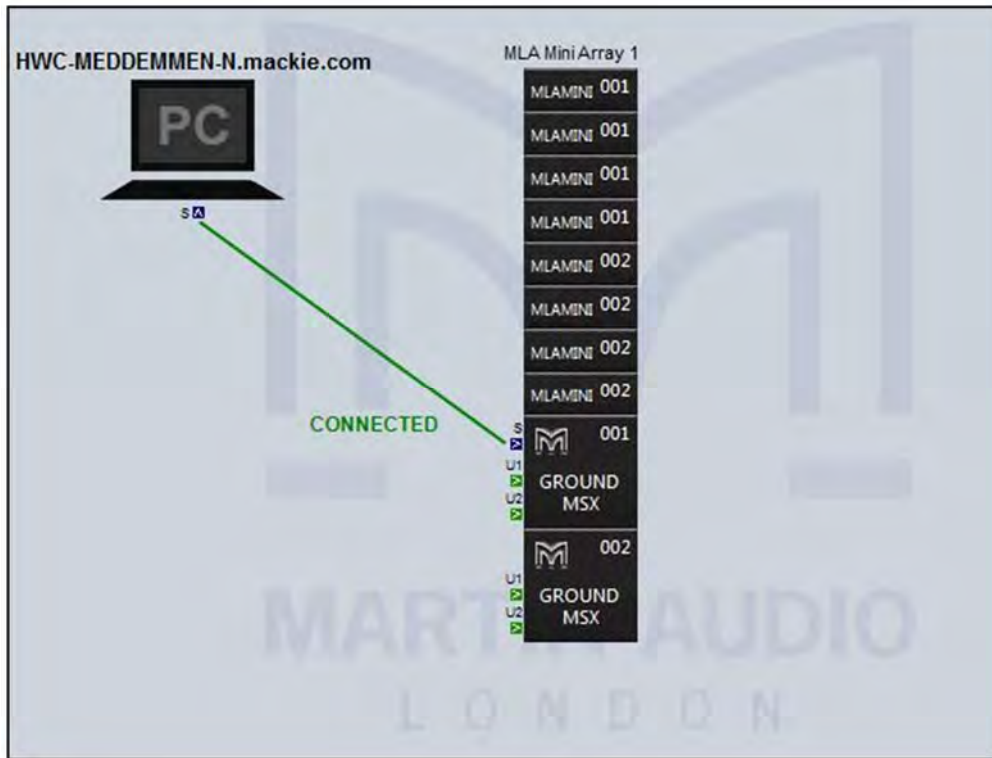 HWC-MEDDEMMEN-N.mackie.com
PC
S
MLA Mini Array 1
MLAMINI 001
MLAMINI 001
MLAMINI 001
MLAMINI 001
MLAMINI 002
MLAMINI 002
MLAMINI 002
MLAMINI 002
CONNECTED
S
001
U1
GROUND
U2
MSX
002
U1
GROUND
U2
MSX
MARTIN AUDIO
LONDON